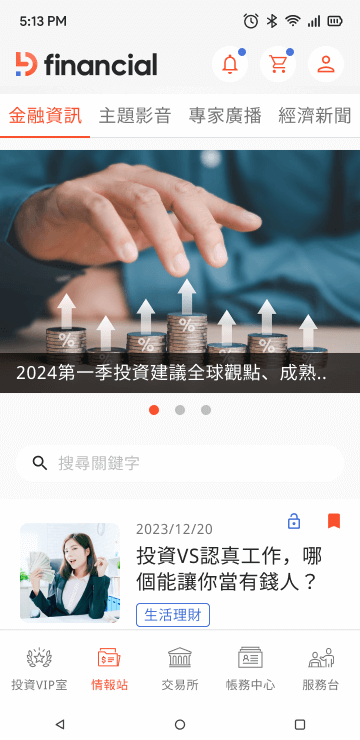 5:13 PM
financial
金融資訊 主題影音 專家廣播 經濟新聞
% % % % % %
2024第一季投資建議全球觀點、成熟..
搜尋關鍵字
2023/12/20
投資VS認真工作，哪
個能讓你當有錢人？
生活理財
投資VIP室 情報站 交易所 帳務中心 服務台